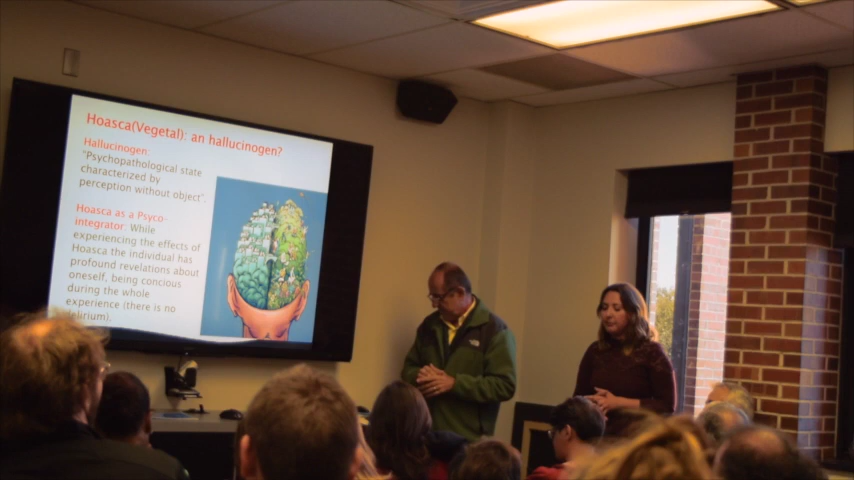 Hoasca(Vegetal): an hallucinogen?
Hallucinogen:
"Psychopathological state
characterized by
perception without object".
Hoasca as a Psyco-
integrator: While
experiencing the effects of
Hoasca the individual has
profound revelations about
oneself, being concious
during the whole
experience (there is no
delirium).